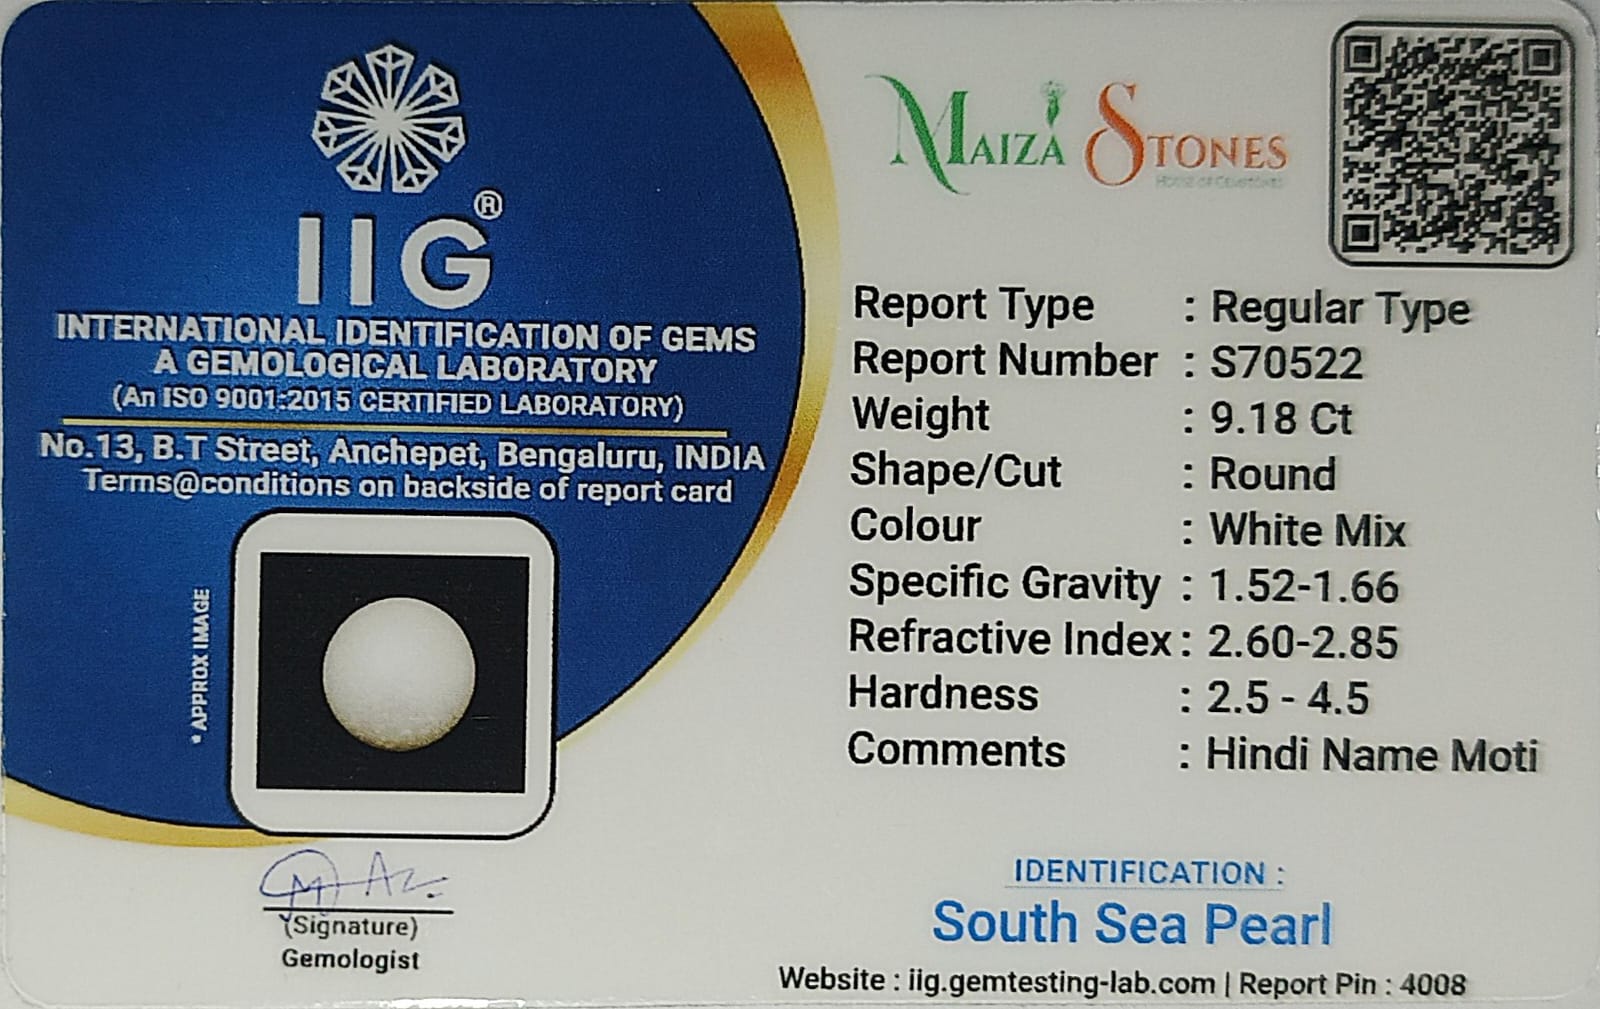 IIG®
INTERNATIONAL IDENTIFICATION OF GEMS
A GEMOLOGICAL LABORATORY
(An ISO 9001:2015 CERTIFIED LABORATORY)
No.13, B.T Street, Anchepet, Bengaluru, INDIA
Terms@conditions on backside of report card
* APPROX IMAGE
(Signature)
Gemologist
MAIZA STONES
HOUSE OF GEMSTONES
Report Type : Regular Type
Report Number : S70522
Weight : 9.18 Ct
Shape/Cut : Round
Colour : White Mix
Specific Gravity : 1.52-1.66
Refractive Index : 2.60-2.85
Hardness : 2.5 - 4.5
Comments : Hindi Name Moti
IDENTIFICATION :
South Sea Pearl
Website : iig.gemtesting-lab.com | Report Pin : 4008